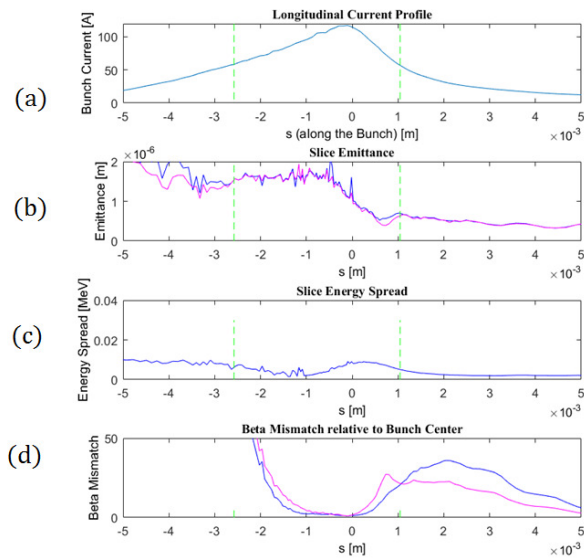 Longitudinal Current Profile
(a)
Bunch Current [A]
100
50
0
-5 -4 -3 -2 -1 0 1 2 3 4 5
s (along the Bunch) [m]
×10⁻³
×10⁻⁶
Slice Emittance
(b)
Emittance [m]
2
1
0
-5 -4 -3 -2 -1 0 1 2 3 4 5
s [m]
×10⁻³
Slice Energy Spread
(c)
Energy Spread [MeV]
0.04
0.02
0
-5 -4 -3 -2 -1 0 1 2 3 4 5
s [m]
×10⁻³
Beta Mismatch relative to Bunch Center
(d)
Beta Mismatch
50
0
-5 -4 -3 -2 -1 0 1 2 3 4 5
s [m]
×10⁻³